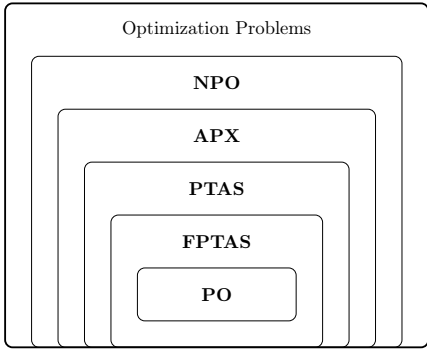 Optimization Problems
NPO
APX
PTAS
FPTAS
PO